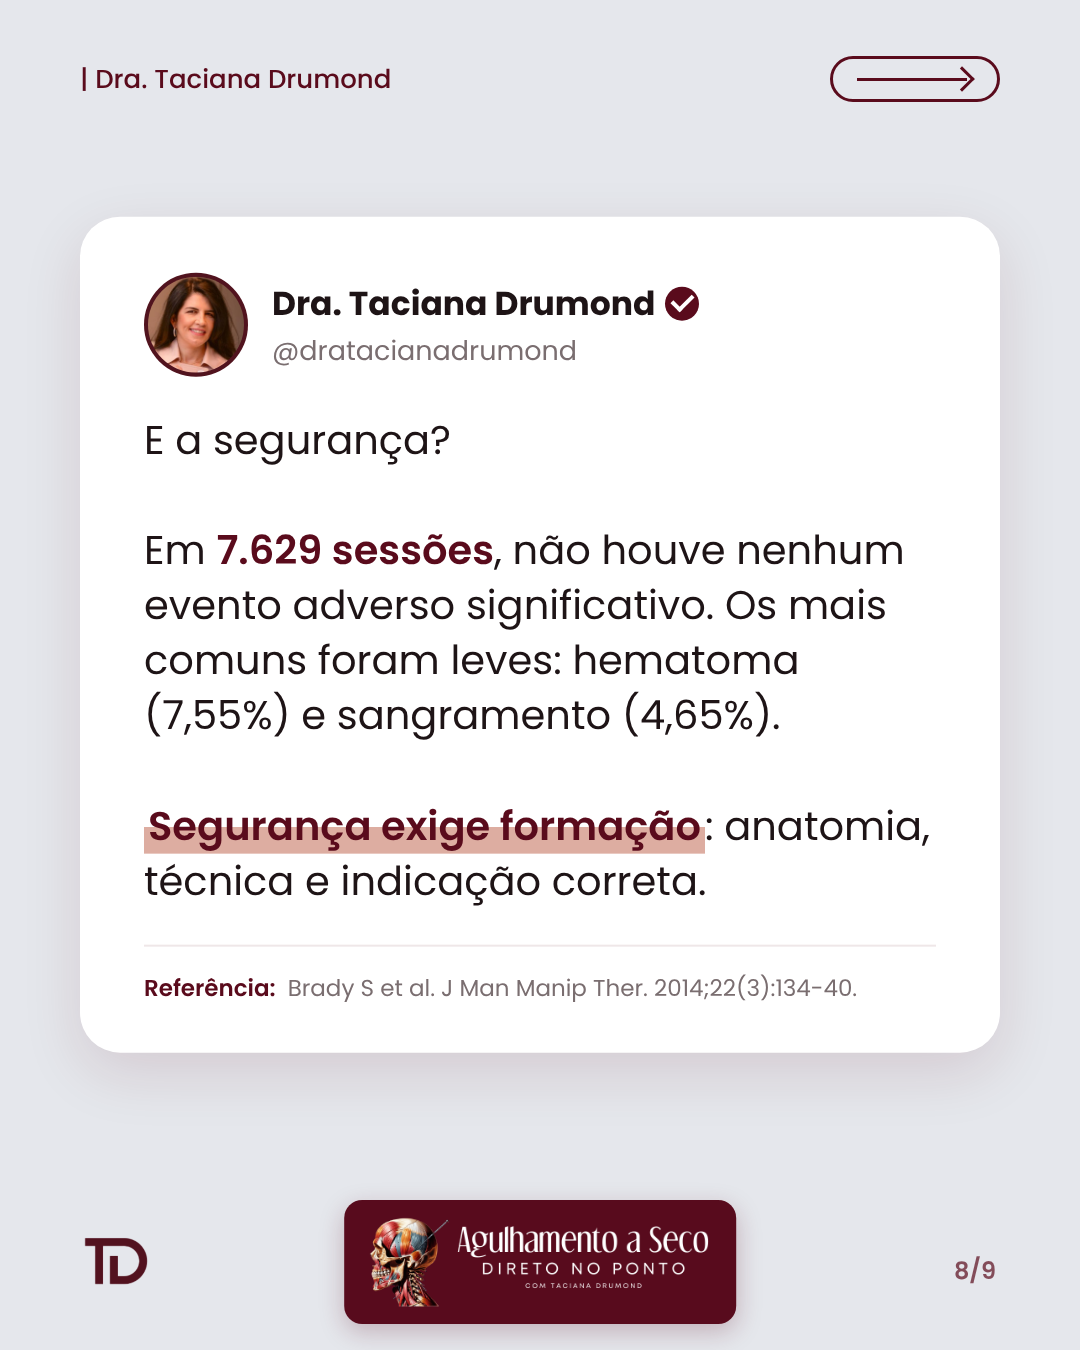 | Dra. Taciana Drumond
Dra. Taciana Drumond
@dratacianadrumond
E a segurança?
Em 7.629 sessões, não houve nenhum
evento adverso significativo. Os mais
comuns foram leves: hematoma
(7,55%) e sangramento (4,65%).
Segurança exige formação: anatomia,
técnica e indicação correta.
Referência: Brady S et al. J Man Manip Ther. 2014;22(3):134-40.
TD
Agulhamento a Seco
DIRETO NO PONTO
COM TACIANA DRUMOND
8/9